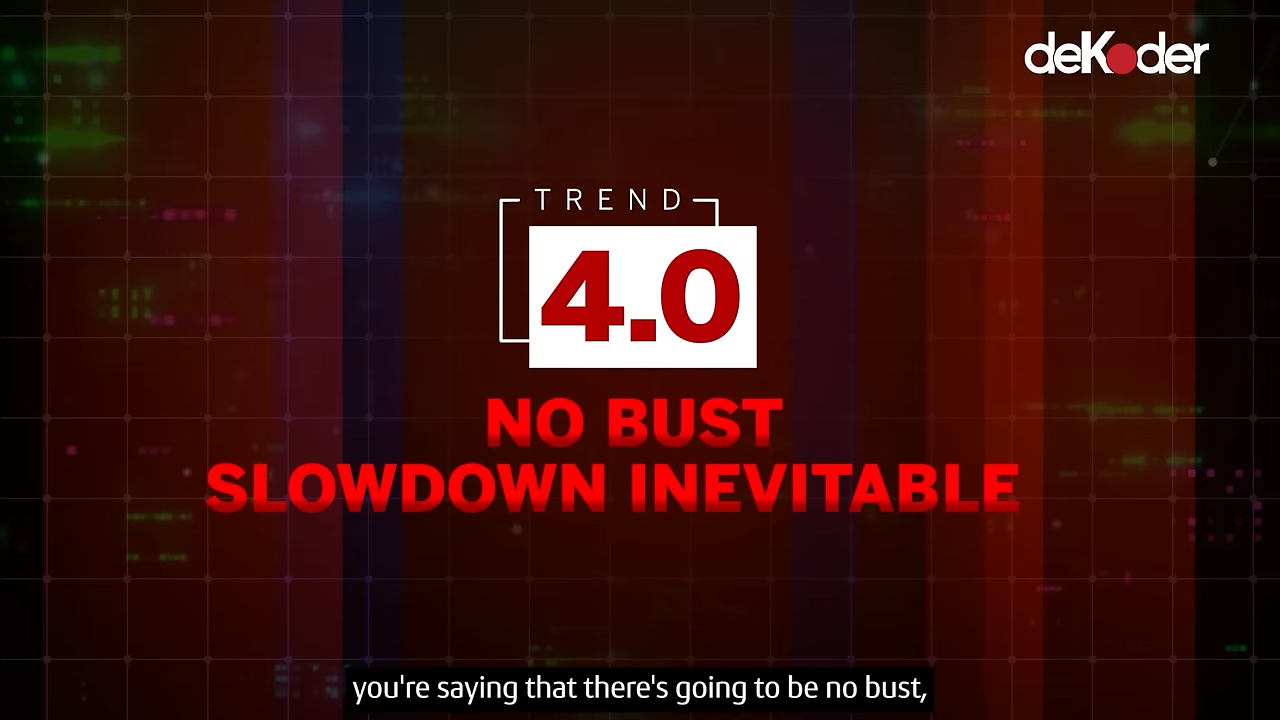 deKoder
TREND
4.0
NO BUST
SLOWDOWN INEVITABLE
you're saying that there's going to be no bust,